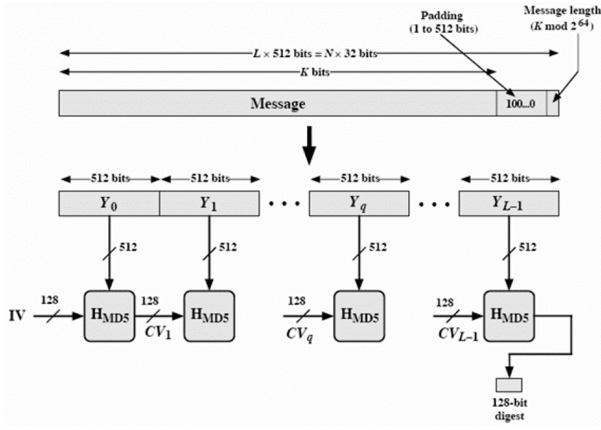 Padding
(1 to 512 bits)
Message length
(K mod 2^64)
L × 512 bits = N × 32 bits
K bits
Message
100...0
512 bits
512 bits
512 bits
512 bits
Y0
Y1
• • •
Yq
• • •
YL–1
512
512
512
512
IV
128
HMD5
128
CV1
HMD5
128
CVq
HMD5
128
CVL–1
HMD5
128-bit
digest